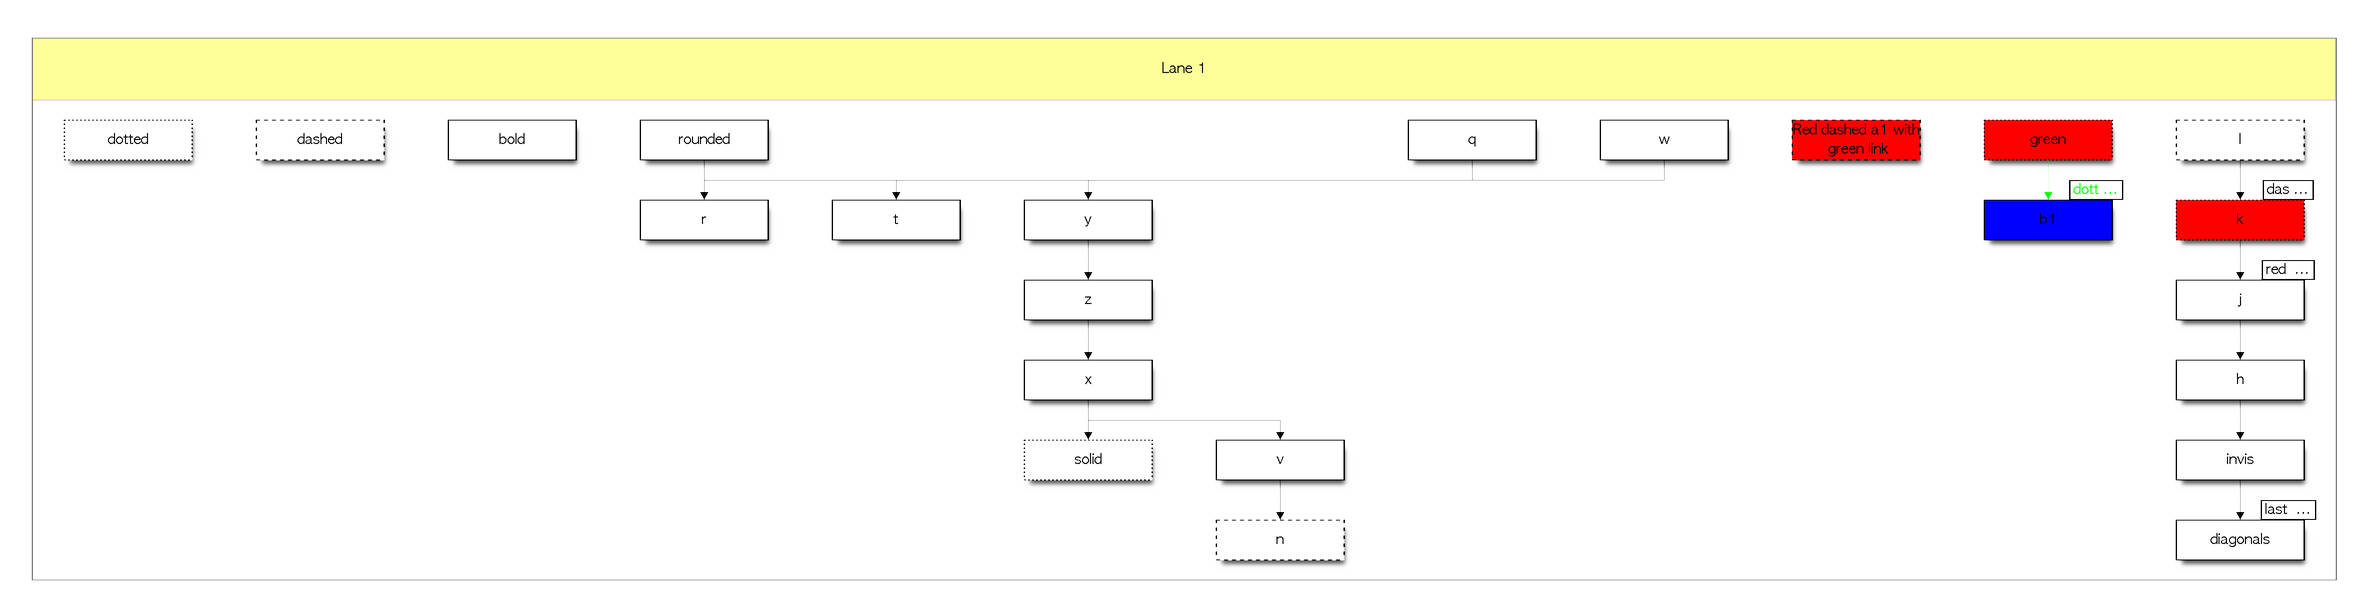 Lane 1
dotted
dashed
bold
rounded
q
w
Red dashed a1 with
green link
green
l
dott ...
das ...
r
t
y
b1
k
red ...
z
j
x
h
solid
v
invis
last ...
n
diagonals